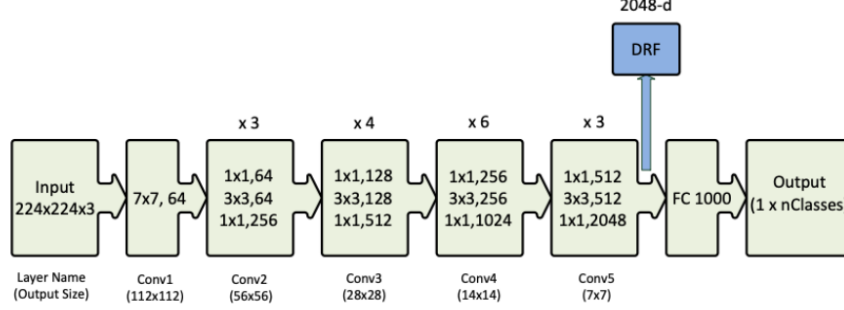 2048-d
DRF
x 3
x 4
x 6
x 3
Input
224x224x3
7x7, 64
1x1,64
3x3,64
1x1,256
1x1,128
3x3,128
1x1,512
1x1,256
3x3,256
1x1,1024
1x1,512
3x3,512
1x1,2048
FC 1000
Output
(1 x nClasses
Layer Name
(Output Size)
Conv1
(112x112)
Conv2
(56x56)
Conv3
(28x28)
Conv4
(14x14)
Conv5
(7x7)